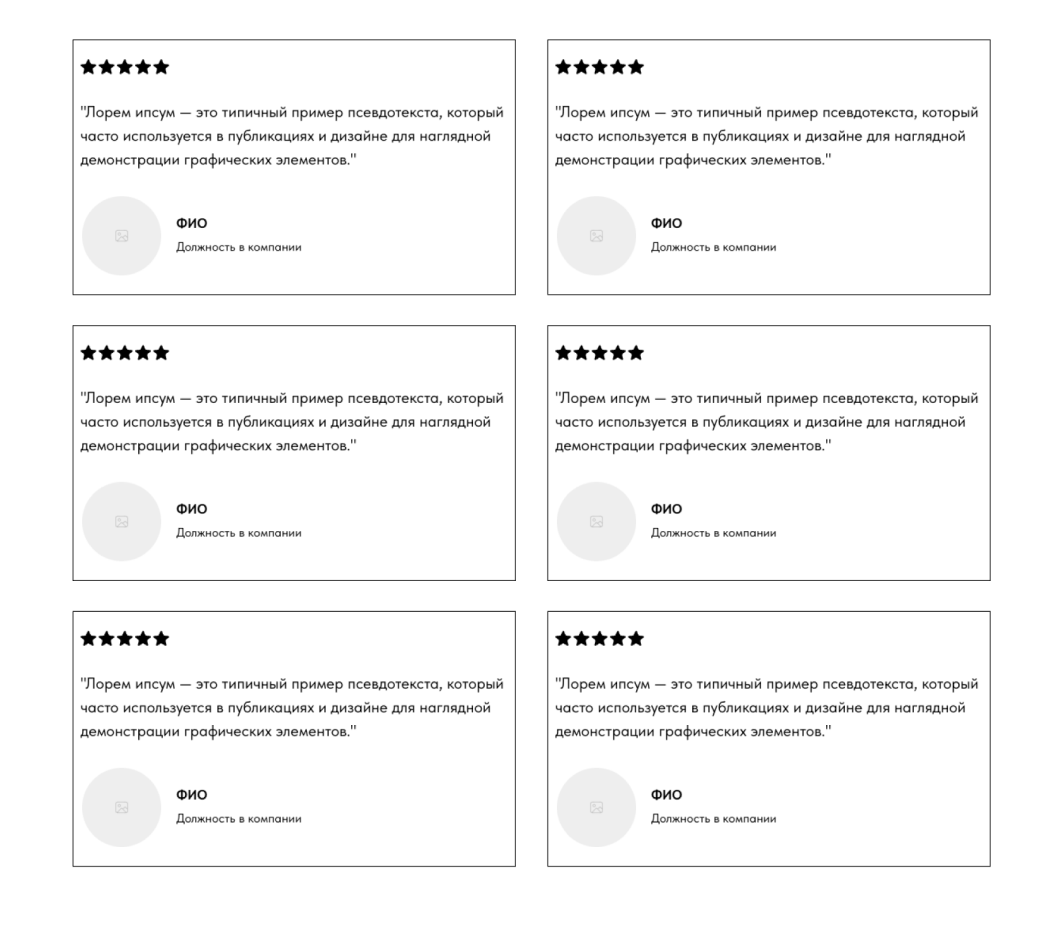 "Лорем ипсум — это типичный пример псевдотекста, который
часто используется в публикациях и дизайне для наглядной
демонстрации графических элементов."
ФИО
Должность в компании
"Лорем ипсум — это типичный пример псевдотекста, который
часто используется в публикациях и дизайне для наглядной
демонстрации графических элементов."
ФИО
Должность в компании
"Лорем ипсум — это типичный пример псевдотекста, который
часто используется в публикациях и дизайне для наглядной
демонстрации графических элементов."
ФИО
Должность в компании
"Лорем ипсум — это типичный пример псевдотекста, который
часто используется в публикациях и дизайне для наглядной
демонстрации графических элементов."
ФИО
Должность в компании
"Лорем ипсум — это типичный пример псевдотекста, который
часто используется в публикациях и дизайне для наглядной
демонстрации графических элементов."
ФИО
Должность в компании
"Лорем ипсум — это типичный пример псевдотекста, который
часто используется в публикациях и дизайне для наглядной
демонстрации графических элементов."
ФИО
Должность в компании